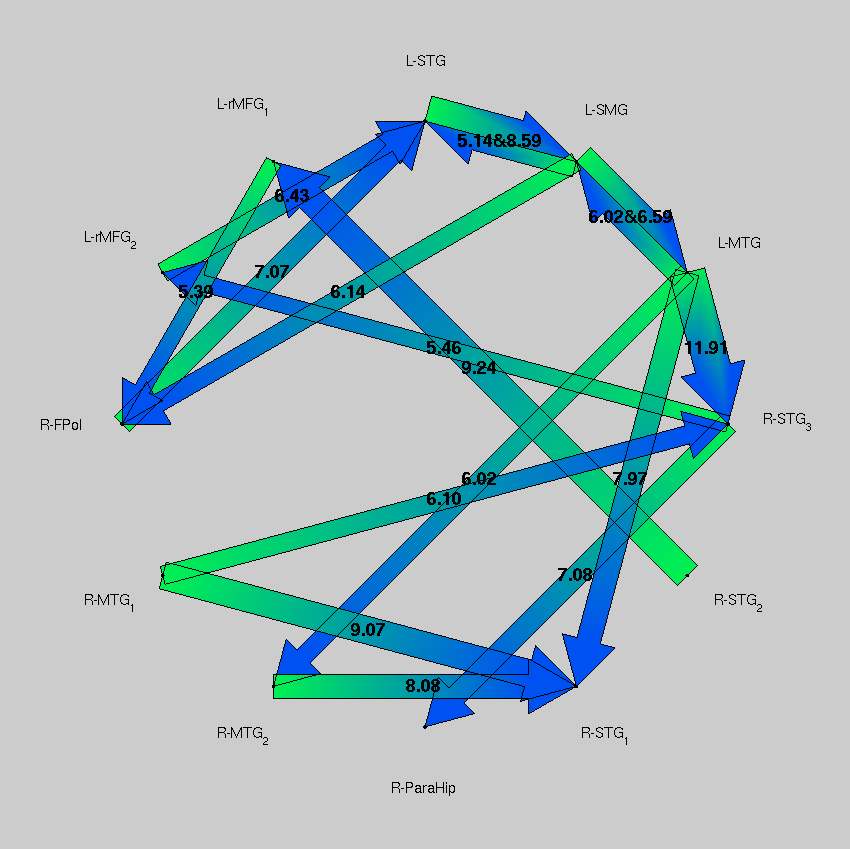 L-STG
L-rMFG1
L-SMG
5.14&8.59
6.43
6.02&6.59
L-rMFG2
L-MTG
7.07
5.39
6.14
5.46
11.91
9.24
R-FPol
R-STG3
6.02
7.97
6.10
7.08
R-MTG1
R-STG2
9.07
8.08
R-MTG2
R-STG1
R-ParaHip